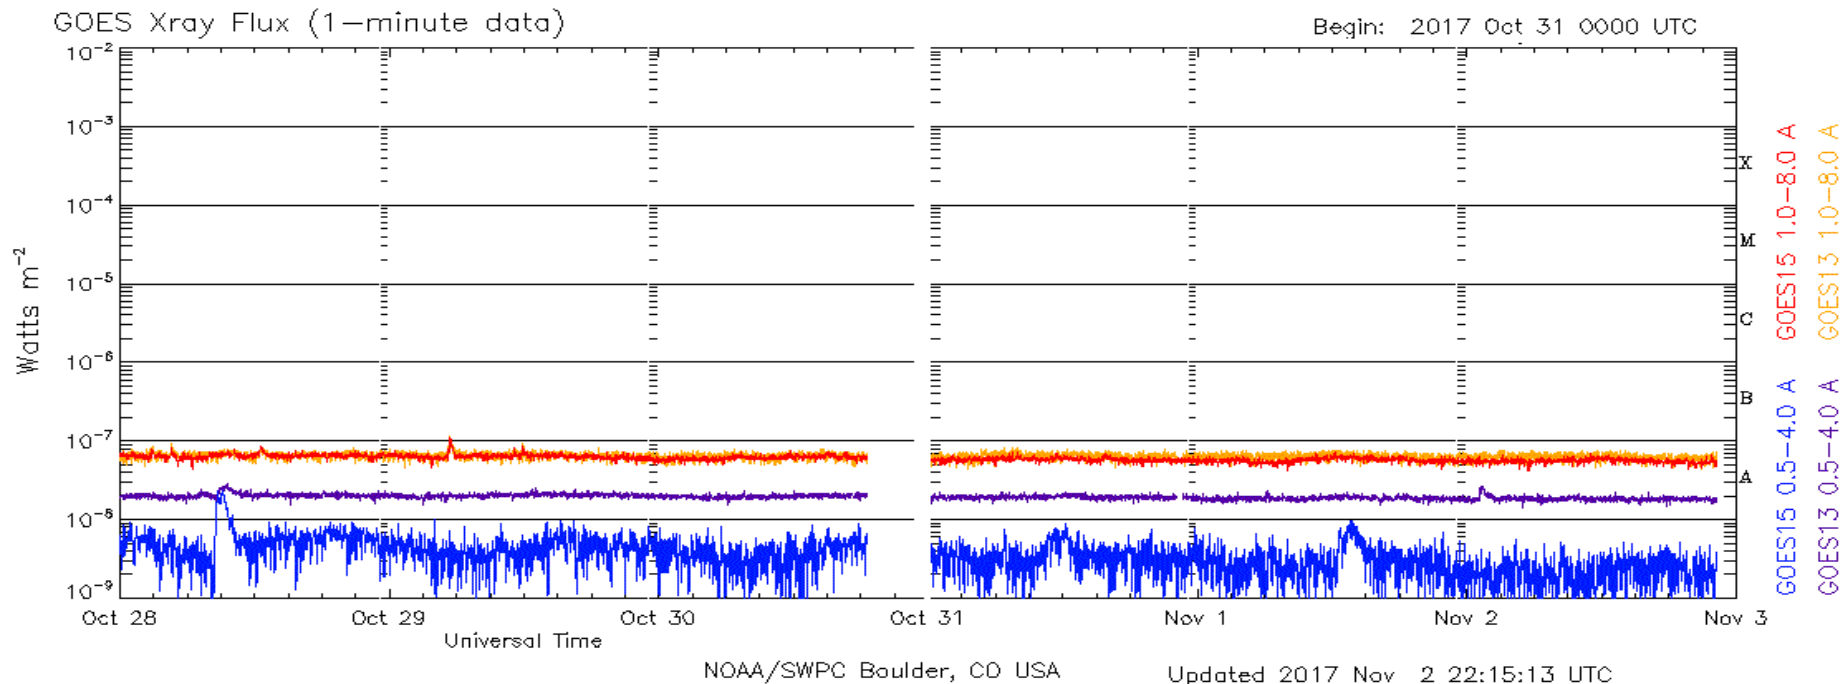 GOES Xray Flux (1-minute data)
Begin: 2017 Oct 31 0000 UTC
10-2
10-3
10-4
10-5
10-6
10-7
10-8
10-9
Watts m-2
X
M
C
B
A
GOES15 1.0-8.0 A
GOES13 1.0-8.0 A
GOES15 0.5-4.0 A
GOES13 0.5-4.0 A
Oct 28 Oct 29 Oct 30 Oct 31 Nov 1 Nov 2 Nov 3
Universal Time
NOAA/SWPC Boulder, CO USA
Updated 2017 Nov 2 22:15:13 UTC